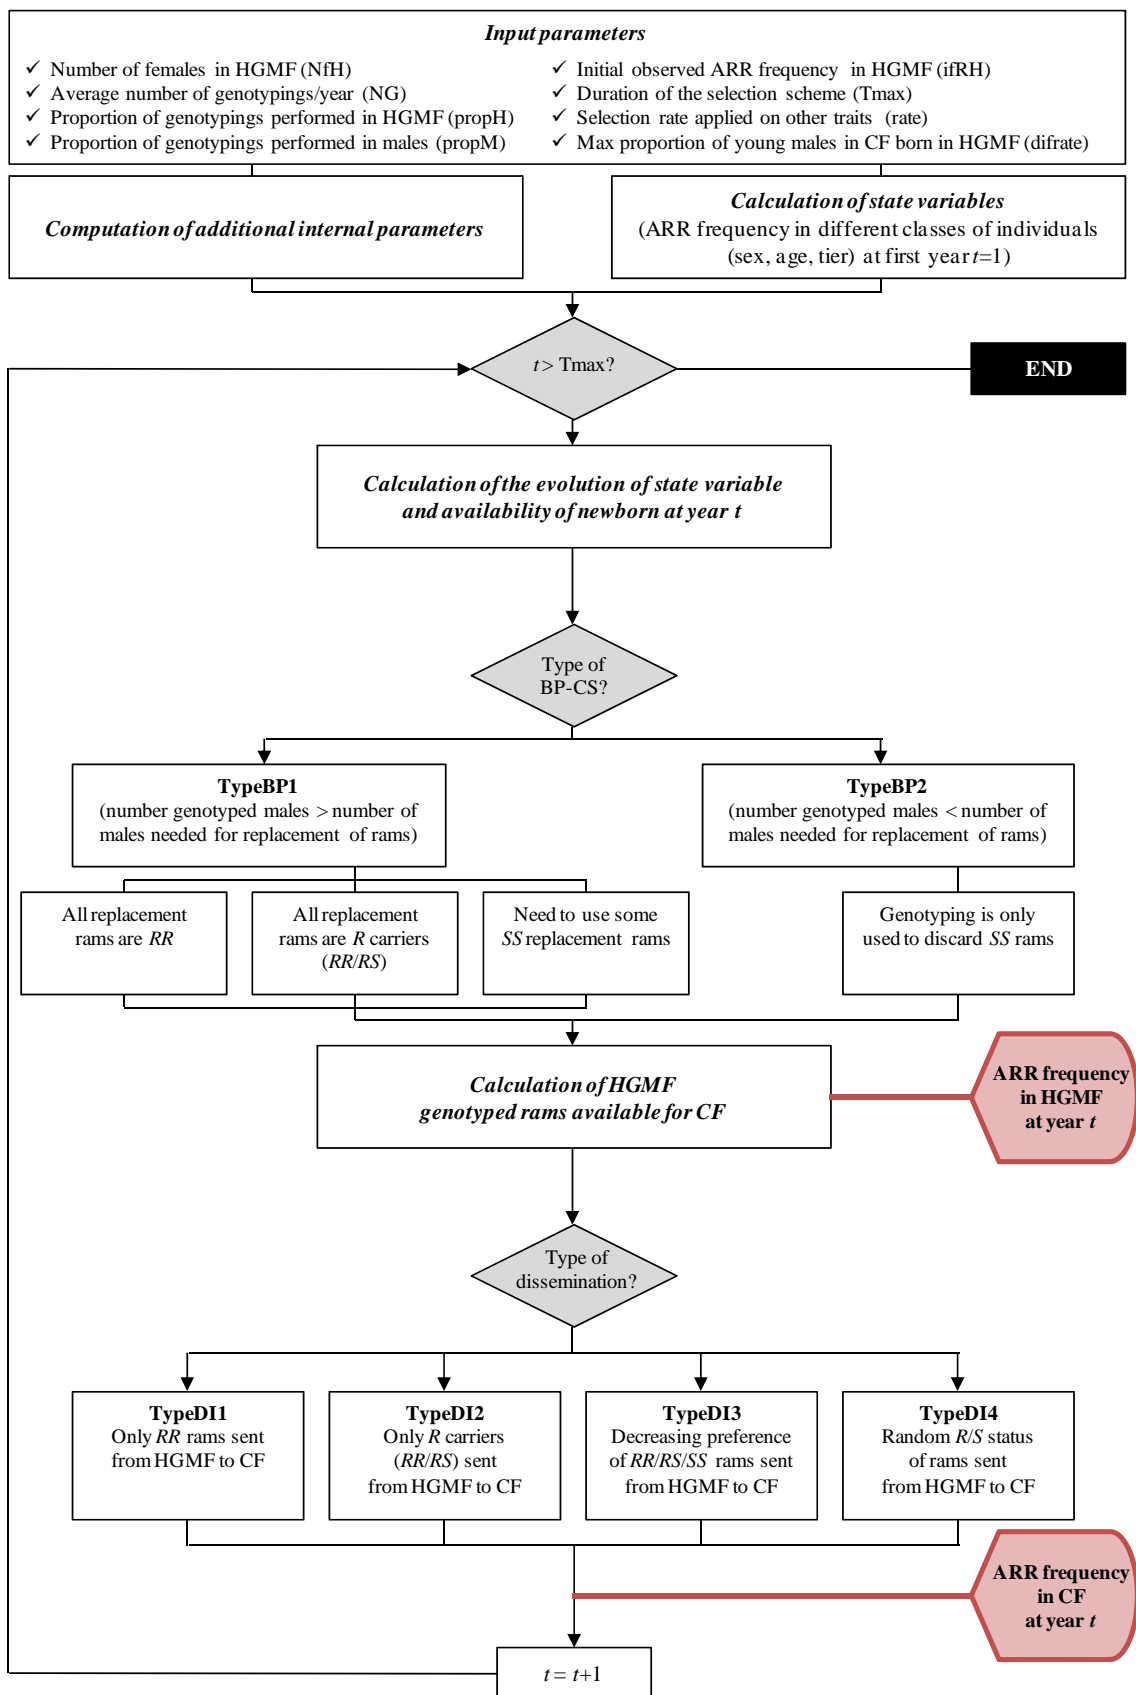 Input parameters
✓ Number of females in HGMF (NfH)
✓ Average number of genotypings/year (NG)
✓ Proportion of genotypings performed in HGMF (propH)
✓ Proportion of genotypings performed in males (propM)
✓ Initial observed ARR frequency in HGMF (ifRH)
✓ Duration of the selection scheme (Tmax)
✓ Selection rate applied on other traits (rate)
✓ Max proportion of young males in CF born in HGMF (difrate)
Computation of additional internal parameters
Calculation of state variables
(ARR frequency in different classes of individuals
(sex, age, tier) at first year t=1)
t > Tmax?
END
Calculation of the evolution of state variable
and availability of newborn at year t
Type of
BP-CS?
TypeBP1
(number genotyped males > number of
males needed for replacement of rams)
TypeBP2
(number genotyped males < number of
males needed for replacement of rams)
All replacement
rams are RR
All replacement
rams are R carriers
(RR/RS)
Need to use some
SS replacement rams
Genotyping is only
used to discard SS rams
Calculation of HGMF
genotyped rams available for CF
ARR frequency
in HGMF
at year t
Type of
dissemination?
TypeDI1
Only RR rams sent
from HGMF to CF
TypeDI2
Only R carriers
(RR/RS) sent
from HGMF to CF
TypeDI3
Decreasing preference
of RR/RS/SS rams sent
from HGMF to CF
TypeDI4
Random R/S status
of rams sent
from HGMF to CF
ARR frequency
in CF
at year t
t = t+1